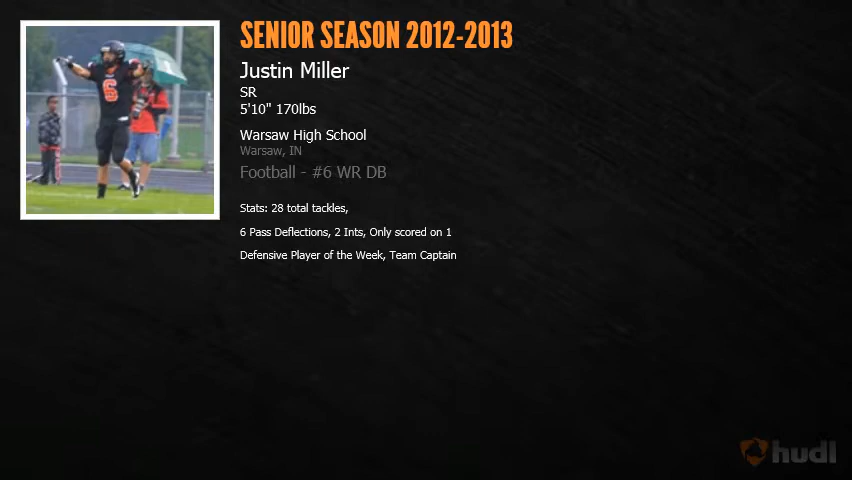 SENIOR SEASON 2012-2013
Justin Miller
SR
5'10" 170lbs
Warsaw High School
Warsaw, IN
Football - #6 WR DB
Stats: 28 total tackles,
6 Pass Deflections, 2 Ints, Only scored on 1
Defensive Player of the Week, Team Captain
6
hudl